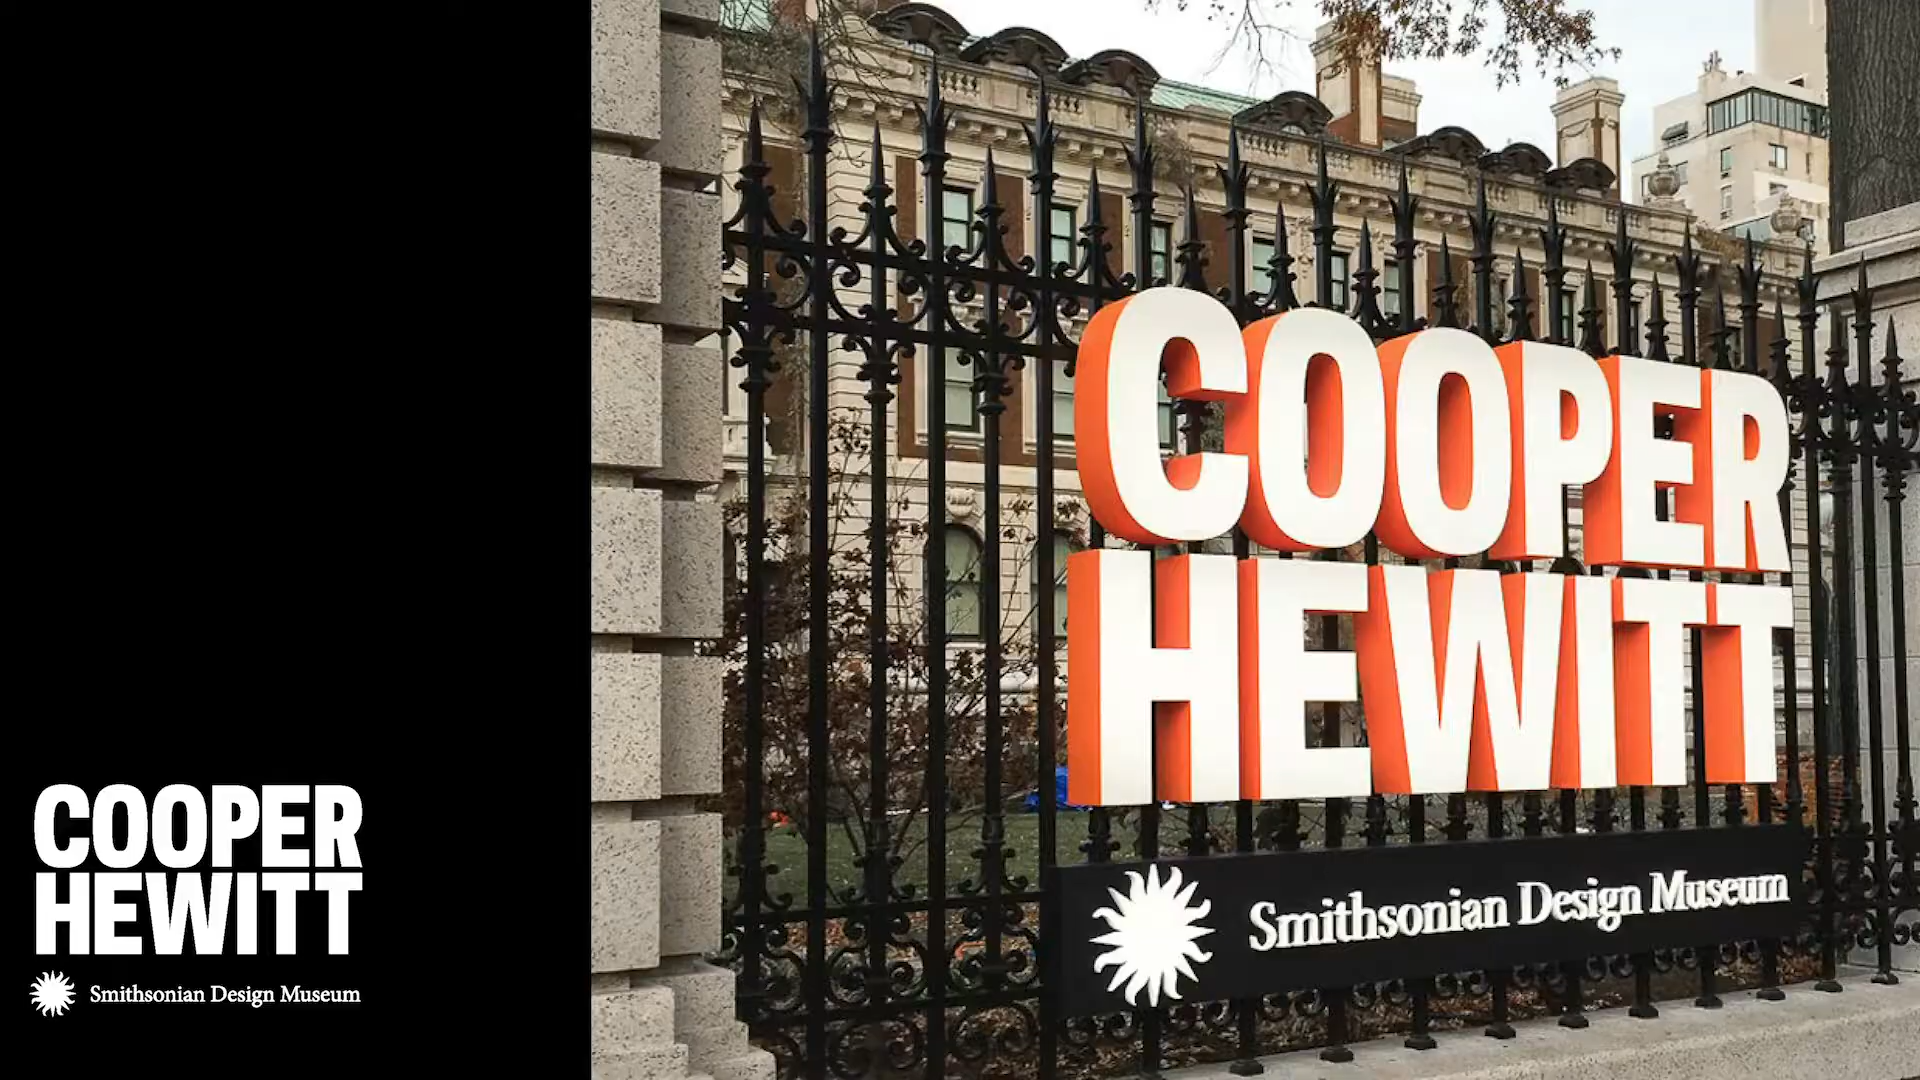 COOPER
HEWITT
Smithsonian Design Museum
COOPER
HEWITT
Smithsonian Design Museum